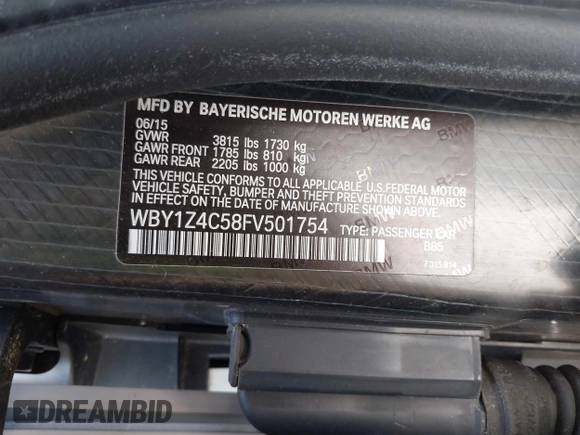 MFD BY BAYERISCHE MOTOREN WERKE AG
06/15
GVWR 3815 lbs 1730 kg
GAWR FRONT 1785 lbs 810 kg
GAWR REAR 2205 lbs 1000 kg
THIS VEHICLE CONFORMS TO ALL APPLICABLE U.S.FEDERAL MOTOR
VEHICLE SAFETY, BUMPER AND THEFT PREVENTION STANDARDS
IN EFFECT ON THE DATE OF MANUFACTURE SHOWN ABOVE.
WBY1Z4C58FV501754 TYPE: PASSENGER CAR
B85
7315814
DREAMBID